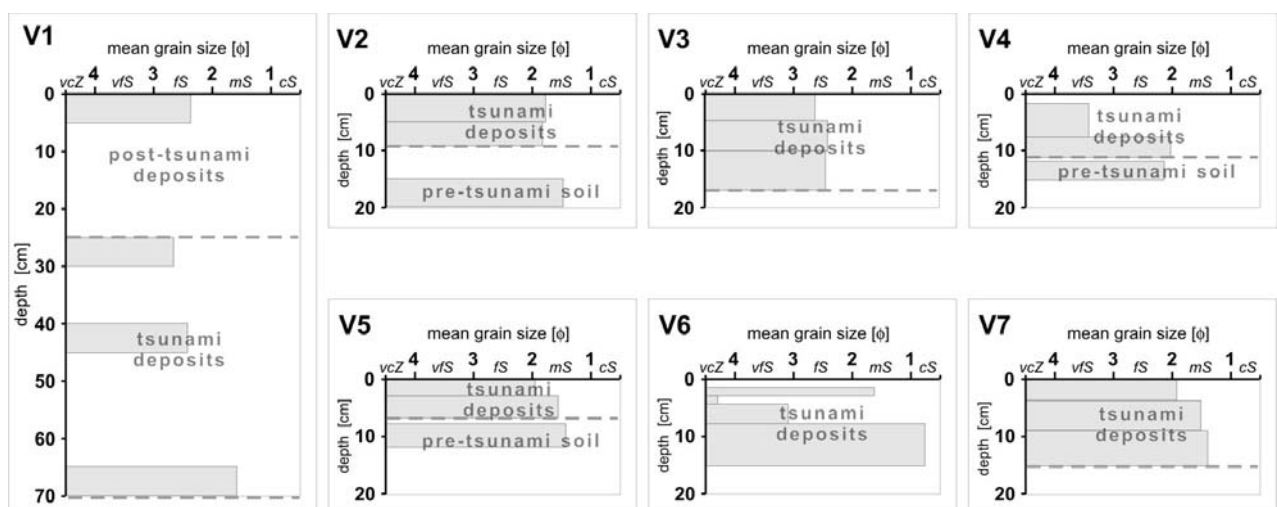 V1
mean grain size [ϕ]
4 3 2 1
vcZ vfS fS mS cS
0
10
20
30
40
50
60
70
depth [cm]
post-tsunami
deposits
tsunami
deposits
V2
mean grain size [ϕ]
4 3 2 1
vcZ vfS fS mS cS
0
10
20
depth [cm]
tsunami
deposits
pre-tsunami soil
V3
mean grain size [ϕ]
4 3 2 1
vcZ vfS fS mS cS
0
10
20
depth [cm]
tsunami
deposits
V4
mean grain size [ϕ]
4 3 2 1
vcZ vfS fS mS cS
0
10
20
depth [cm]
tsunami
deposits
pre-tsunami soil
V5
mean grain size [ϕ]
4 3 2 1
vcZ vfS fS mS cS
0
10
20
depth [cm]
tsunami
deposits
pre-tsunami soil
V6
mean grain size [ϕ]
4 3 2 1
vcZ vfS fS mS cS
0
10
20
depth [cm]
tsunami
deposits
V7
mean grain size [ϕ]
4 3 2 1
vcZ vfS fS mS cS
0
10
20
depth [cm]
tsunami
deposits